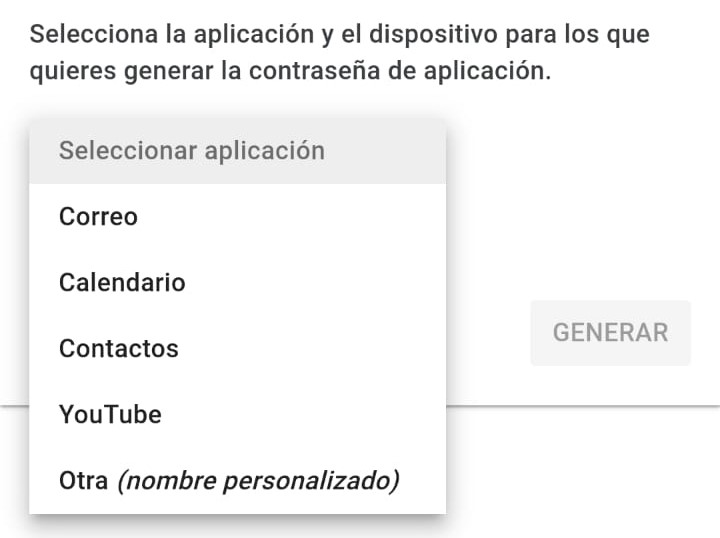 Selecciona la aplicación y el dispositivo para los que
quieres generar la contraseña de aplicación.
Seleccionar aplicación
Correo
Calendario
Contactos
GENERAR
YouTube
Otra (nombre personalizado)